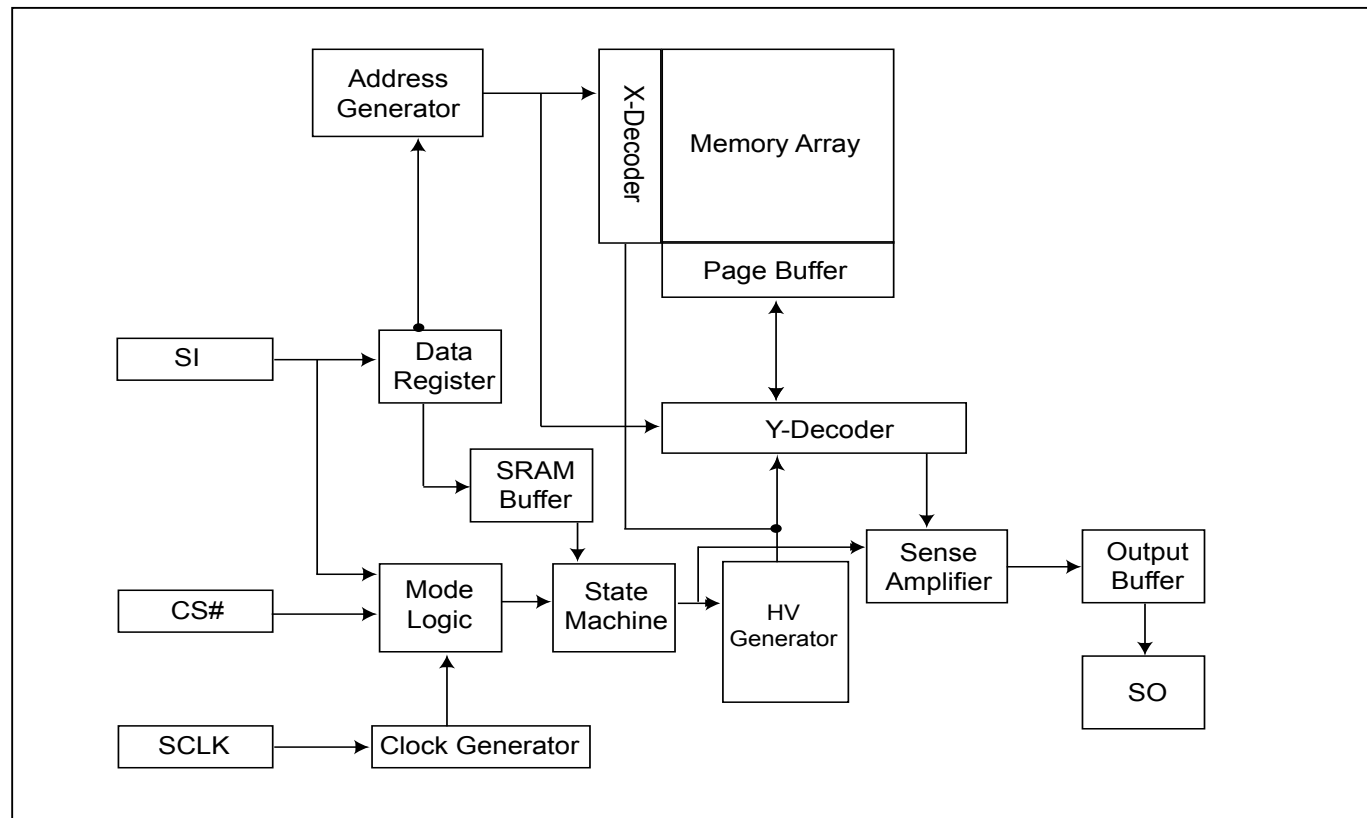 Address
Generator
X-Decoder
Memory Array
Page Buffer
SI
Data
Register
Y-Decoder
SRAM
Buffer
Sense
Amplifier
Output
Buffer
CS#
Mode
Logic
State
Machine
HV
Generator
SO
SCLK
Clock Generator